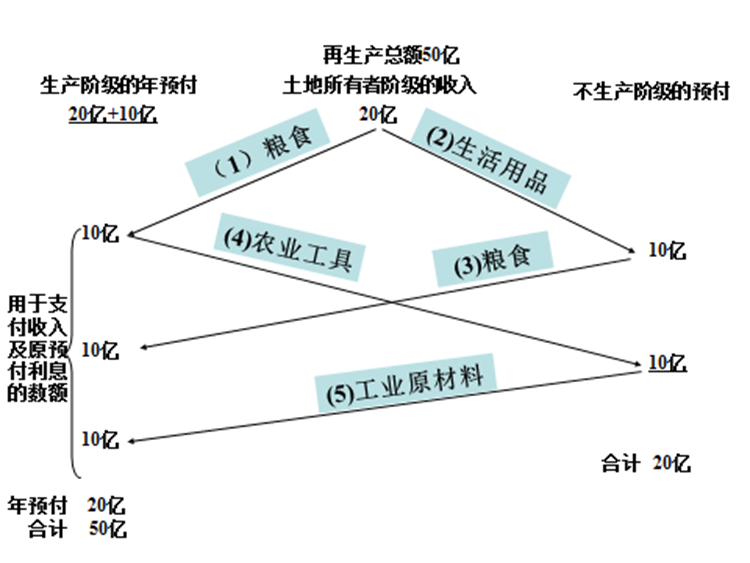 再生产总额50亿
生产阶级的年预付
土地所有者阶级的收入
不生产阶级的预付
20亿+10亿
20亿
（1）粮食
(2)生活用品
10亿
(4)农业工具
(3)粮食
10亿
用于支
付收入
及原预
付利息
的数额
10亿
10亿
(5)工业原材料
10亿
合计 20亿
年预付 20亿
合计 50亿